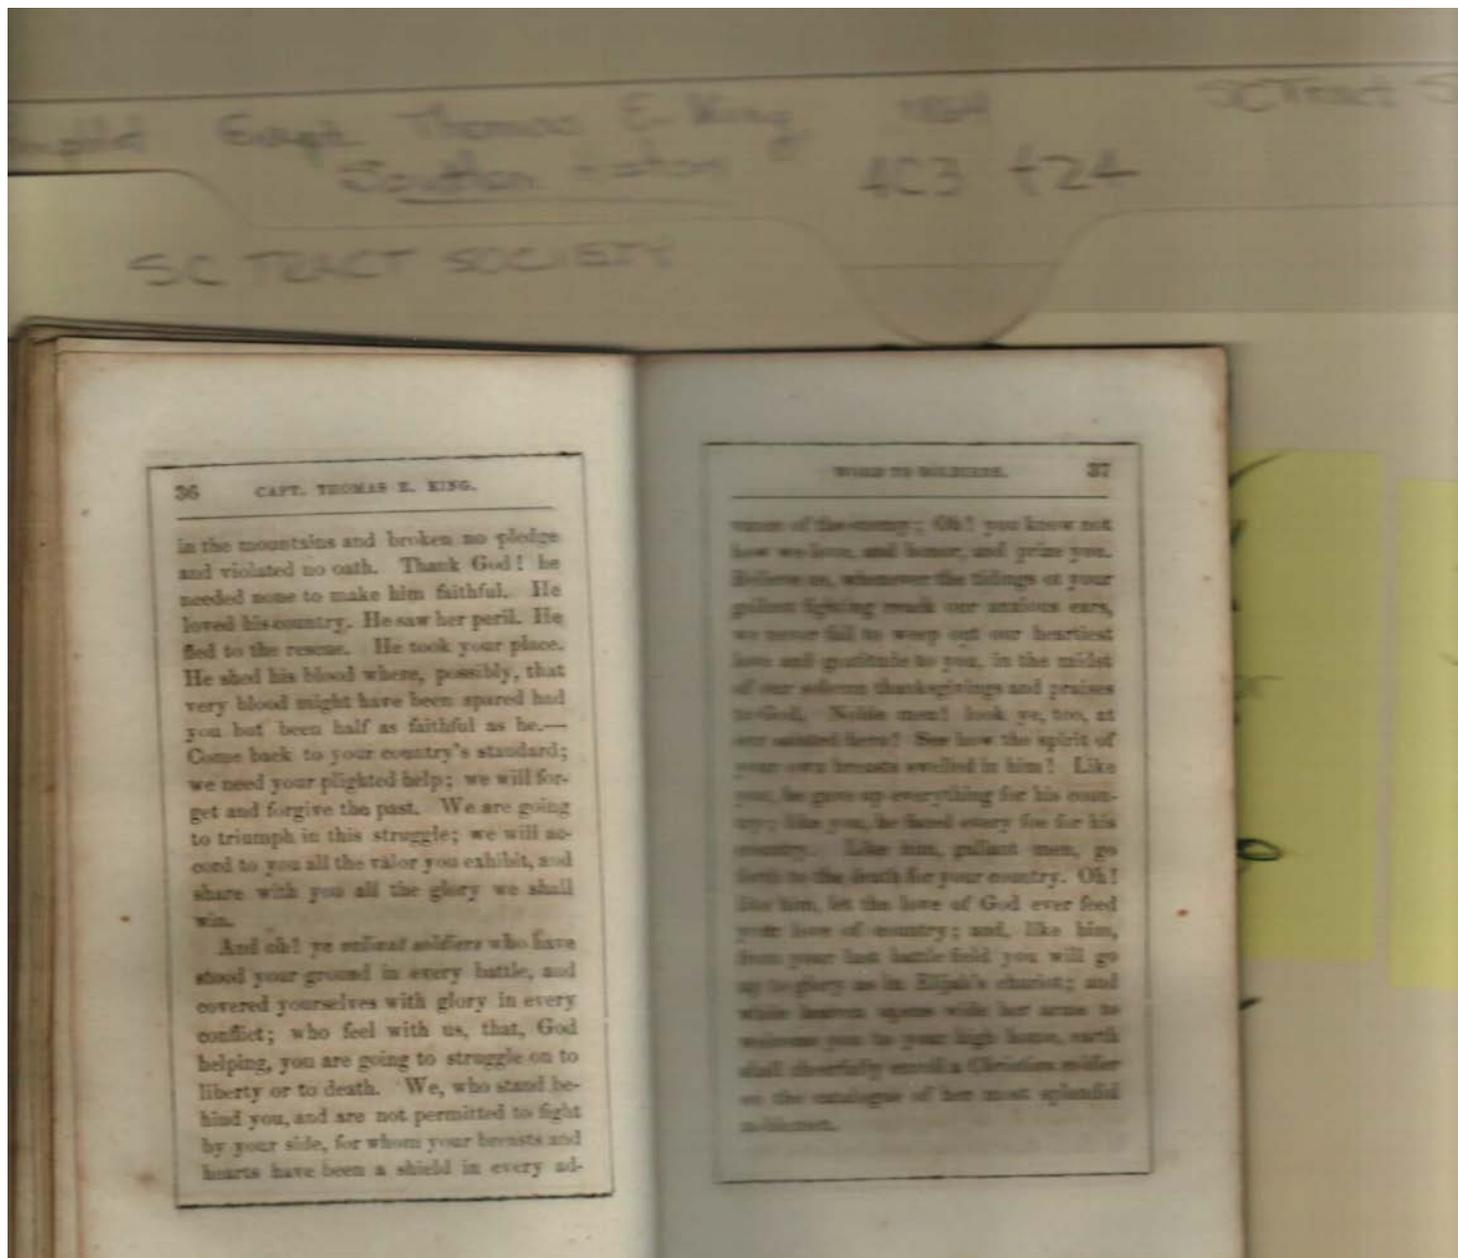 Thomas E. King 1864 SC Tract S
Southern 4C3 t24
SC TRACT SOCIETY
36 CAPT. THOMAS E. KING.
in the mountains and broken no pledge
and violated no oath. Thank God! he
needed none to make him faithful. He
loved his country. He saw her peril. He
fled to the rescue. He took your place.
He shed his blood where, possibly, that
very blood might have been spared had
you but been half as faithful as he.—
Come back to your country's standard;
we need your plighted help; we will for-
get and forgive the past. We are going
to triumph in this struggle; we will ac-
cord to you all the valor you exhibit, and
share with you all the glory we shall
win.
And oh! ye valiant soldiers who have
stood your ground in every battle, and
covered yourselves with glory in every
conflict; who feel with us, that, God
helping, you are going to struggle on to
liberty or to death. We, who stand be-
hind you, and are not permitted to fight
by your side, for whom your breasts and
hearts have been a shield in every ad-
WORD TO SOLDIERS. 37
vance of the enemy; Oh! you know not
how we love, and honor, and prize you.
Believe us, whenever the tidings of your
gallant fighting reach our anxious ears,
we never fail to weep out our heartiest
love and gratitude to you, in the midst
of our solemn thanksgivings and praises
to God. Noble men! look ye, too, at
our sainted hero! See how the spirit of
your own breasts swelled in him! Like
you, he gave up everything for his coun-
try; like you, he faced every foe for his
country. Like him, gallant men, go
forth to the death for your country. Oh!
like him, let the love of God ever feed
your love of country; and, like him,
from your last battle-field you will go
up to glory as in Elijah's chariot; and
while heaven opens wide her arms to
welcome you to your high home, earth
shall cheerfully enroll a Christian soldier
on the catalogue of her most splendid
noblemen.